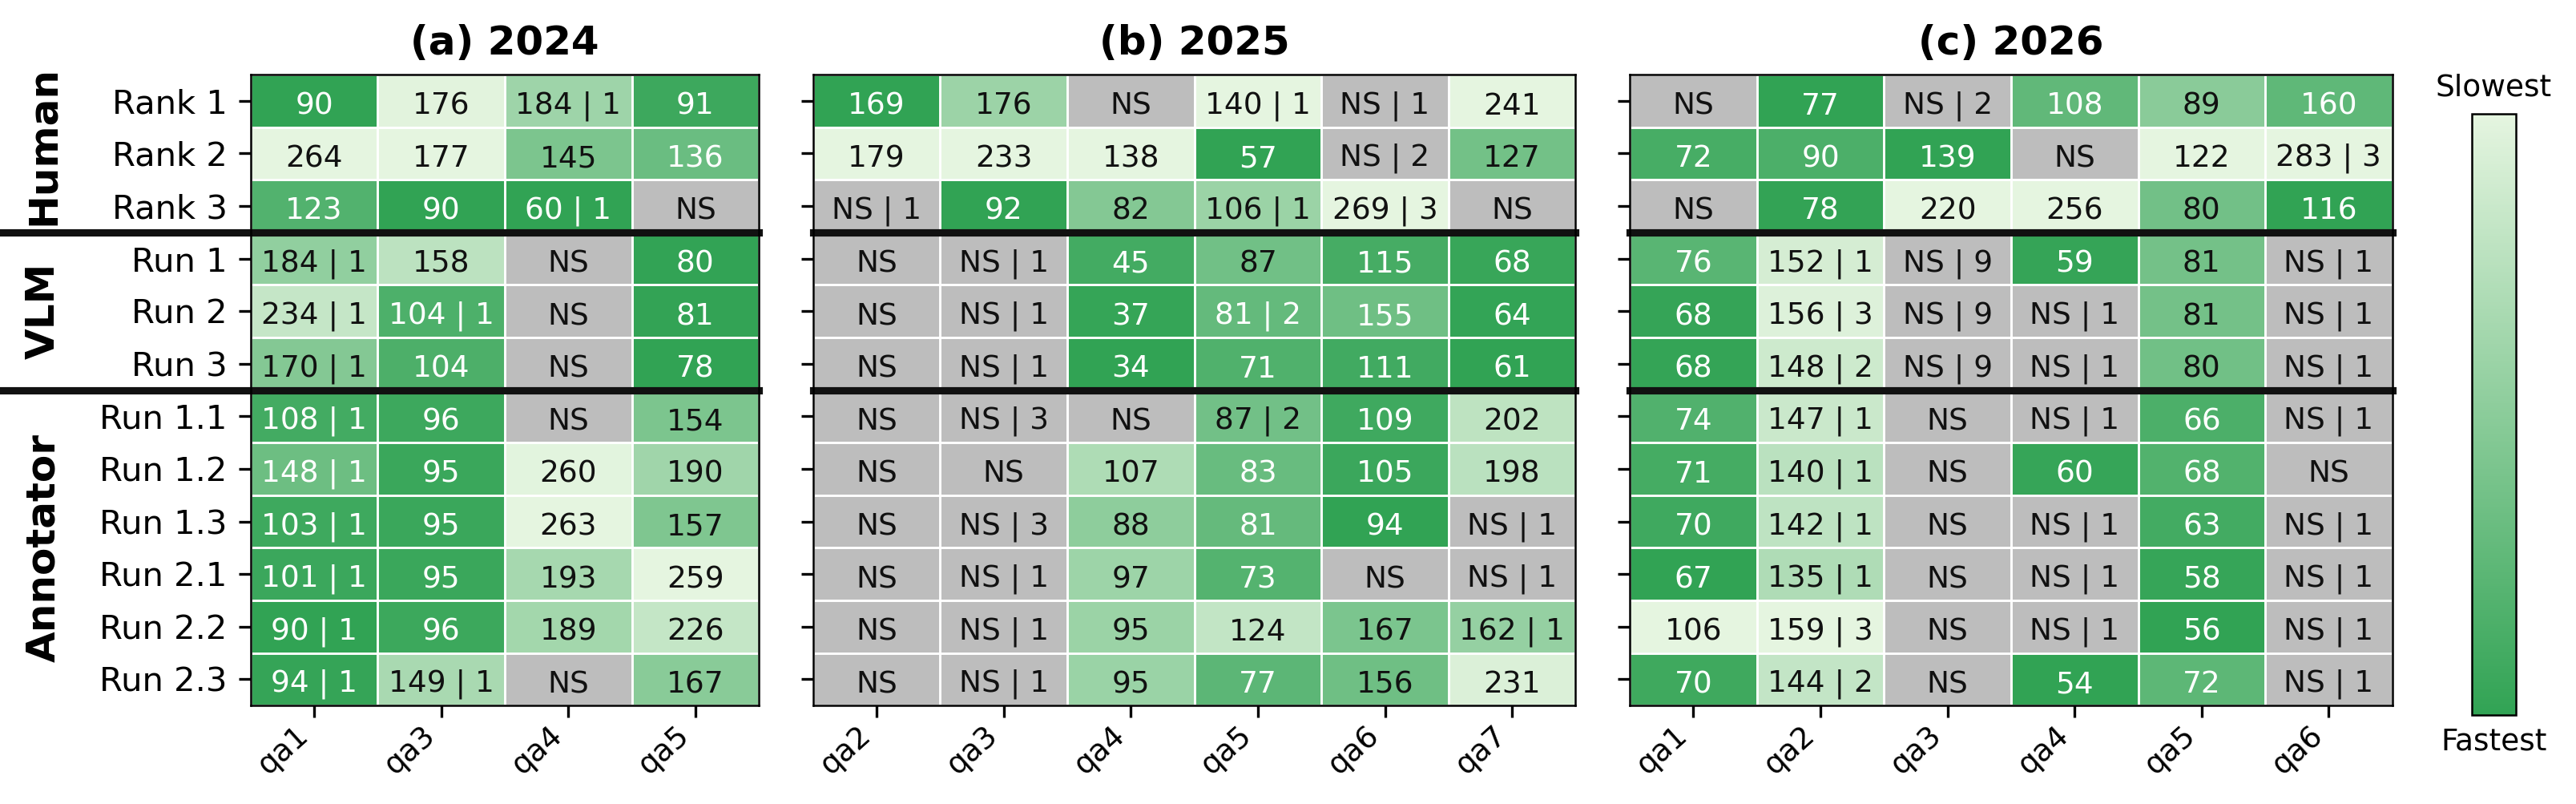 (a) 2024 (b) 2025 (c) 2026
Human
Rank 1 90 176 184 | 1 91 169 176 NS 140 | 1 NS | 1 241 NS 77 NS | 2 108 89 160
Rank 2 264 177 145 136 179 233 138 57 NS | 2 127 72 90 139 NS 122 283 | 3
Rank 3 123 90 60 | 1 NS NS | 1 92 82 106 | 1 269 | 3 NS NS 78 220 256 80 116
VLM
Run 1 184 | 1 158 NS 80 NS NS | 1 45 87 115 68 76 152 | 1 NS | 9 59 81 NS | 1
Run 2 234 | 1 104 | 1 NS 81 NS NS | 1 37 81 | 2 155 64 68 156 | 3 NS | 9 NS | 1 81 NS | 1
Run 3 170 | 1 104 NS 78 NS NS | 1 34 71 111 61 68 148 | 2 NS | 9 NS | 1 80 NS | 1
Annotator
Run 1.1 108 | 1 96 NS 154 NS NS | 3 NS 87 | 2 109 202 74 147 | 1 NS NS | 1 66 NS | 1
Run 1.2 148 | 1 95 260 190 NS NS 107 83 105 198 71 140 | 1 NS 60 68 NS
Run 1.3 103 | 1 95 263 157 NS NS | 3 88 81 94 NS | 1 70 142 | 1 NS NS | 1 63 NS | 1
Run 2.1 101 | 1 95 193 259 NS NS | 1 97 73 NS NS | 1 67 135 | 1 NS NS | 1 58 NS | 1
Run 2.2 90 | 1 96 189 226 NS NS | 1 95 124 167 162 | 1 106 159 | 3 NS NS | 1 56 NS | 1
Run 2.3 94 | 1 149 | 1 NS 167 NS NS | 1 95 77 156 231 70 144 | 2 NS 54 72 NS | 1
qa1 qa3 qa4 qa5 qa2 qa3 qa4 qa5 qa6 qa7 qa1 qa2 qa3 qa4 qa5 qa6
Slowest
Fastest